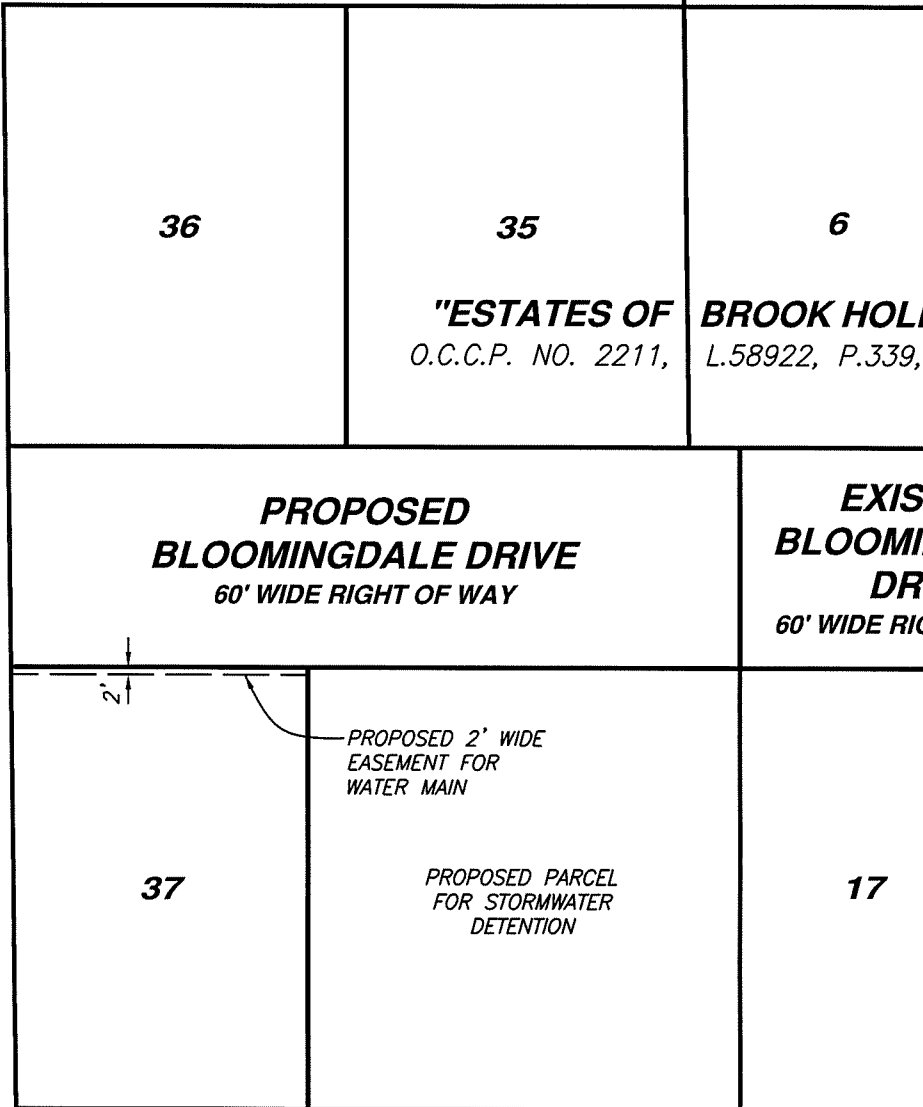 36
35
6
"ESTATES OF BROOK HOL
O.C.C.P. NO. 2211, L.58922, P.339,
PROPOSED
BLOOMINGDALE DRIVE
60' WIDE RIGHT OF WAY
EXIS
BLOOMI
DR
60' WIDE RI
2'
PROPOSED 2' WIDE
EASEMENT FOR
WATER MAIN
37
PROPOSED PARCEL
FOR STORMWATER
DETENTION
17